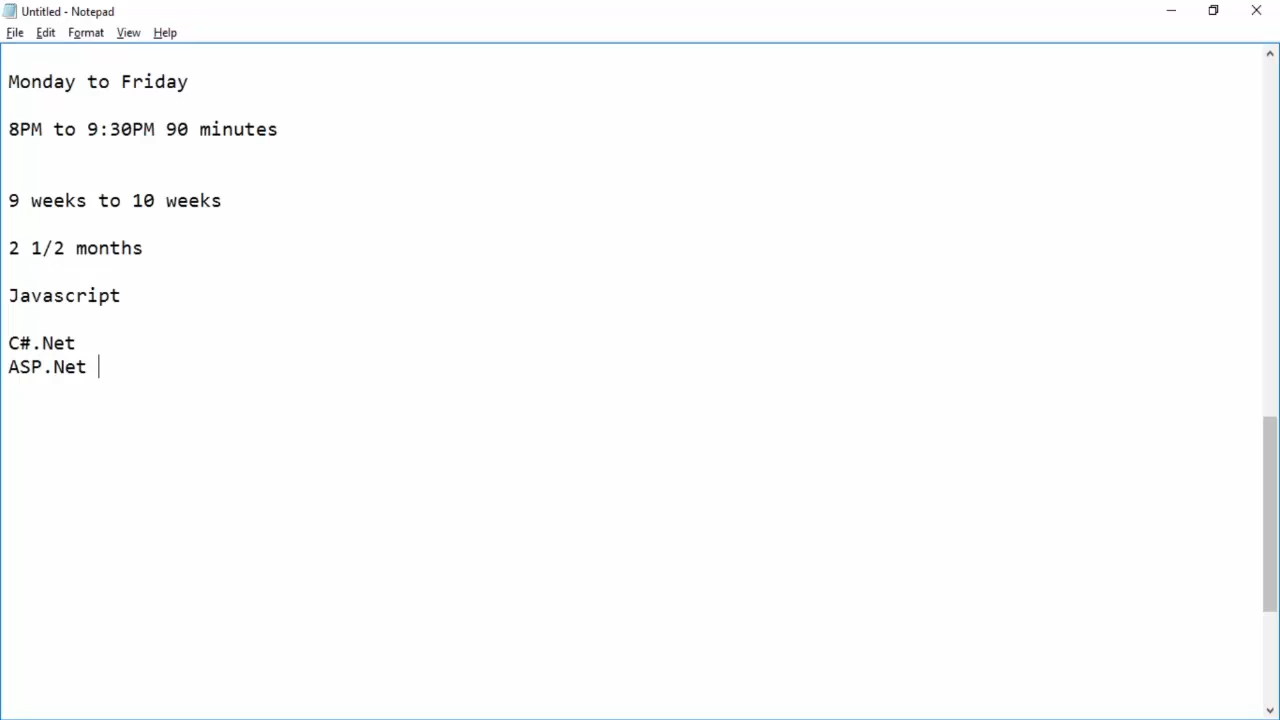 Untitled - Notepad
File Edit Format View Help
Monday to Friday
8PM to 9:30PM 90 minutes
9 weeks to 10 weeks
2 1/2 months
Javascript
C#.Net
ASP.Net